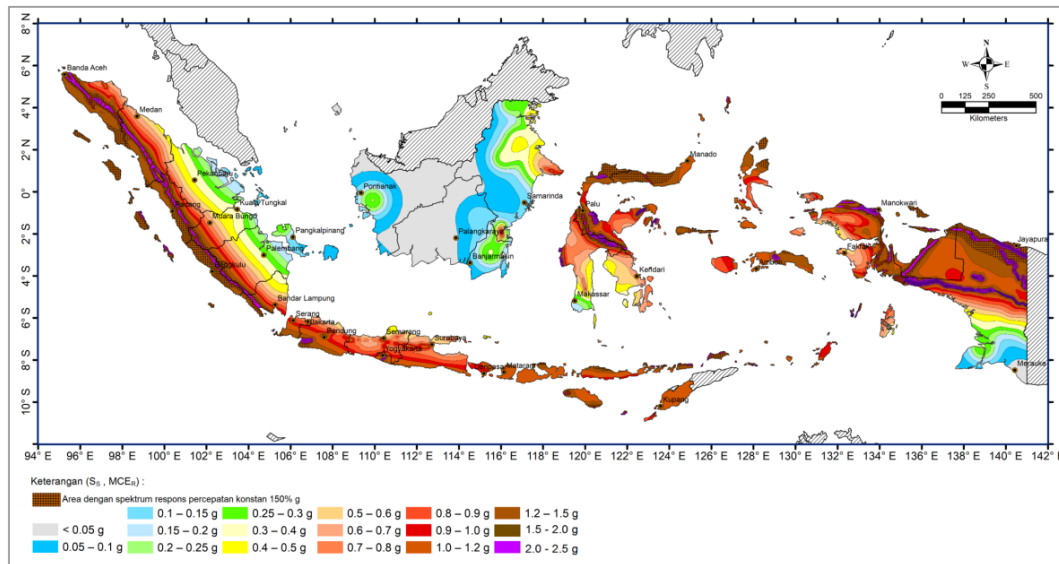 8° N
6° N
4° N
2° N
0°
2° S
4° S
6° S
8° S
10° S
N
W E
S
0 125 250 500
Kilometers
Banda Aceh
Medan
Pekanbaru
Padang
Kuala Tungkal
Muara Bungo
Pangkalpinang
Palembang
Bengkulu
Bandar Lampung
Serang
Jakarta
Bandung
Semarang
Yogyakarta
Surabaya
Denpasar
Mataram
Kupang
Pontianak
Samarinda
Palangkaraya
Banjarmasin
Palu
Manado
Kendari
Makassar
Ambon
Manokwari
Fakfak
Jayapura
Merauke
94° E 96° E 98° E 100° E 102° E 104° E 106° E 108° E 110° E 112° E 114° E 116° E 118° E 120° E 122° E 124° E 126° E 128° E 130° E 132° E 134° E 136° E 138° E 140° E 142° E
Keterangan (S_S , MCE_R) :
Area dengan spektrum respons percepatan konstan 150% g
< 0.05 g
0.05 – 0.1 g
0.1 – 0.15 g
0.15 – 0.2 g
0.2 – 0.25 g
0.25 – 0.3 g
0.3 – 0.4 g
0.4 – 0.5 g
0.5 – 0.6 g
0.6 – 0.7 g
0.7 – 0.8 g
0.8 – 0.9 g
0.9 – 1.0 g
1.0 – 1.2 g
1.2 – 1.5 g
1.5 - 2.0 g
2.0 - 2.5 g